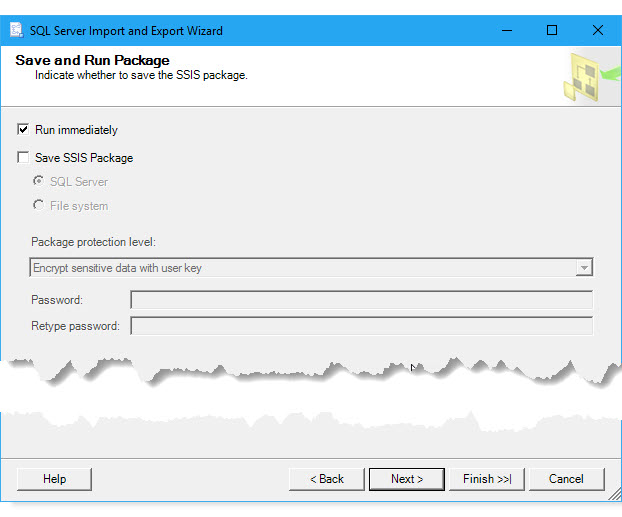 SQL Server Import and Export Wizard
Save and Run Package
Indicate whether to save the SSIS package.
Run immediately
Save SSIS Package
SQL Server
File system
Package protection level:
Encrypt sensitive data with user key
Password:
Retype password:
Help
< Back
Next >
Finish >>|
Cancel